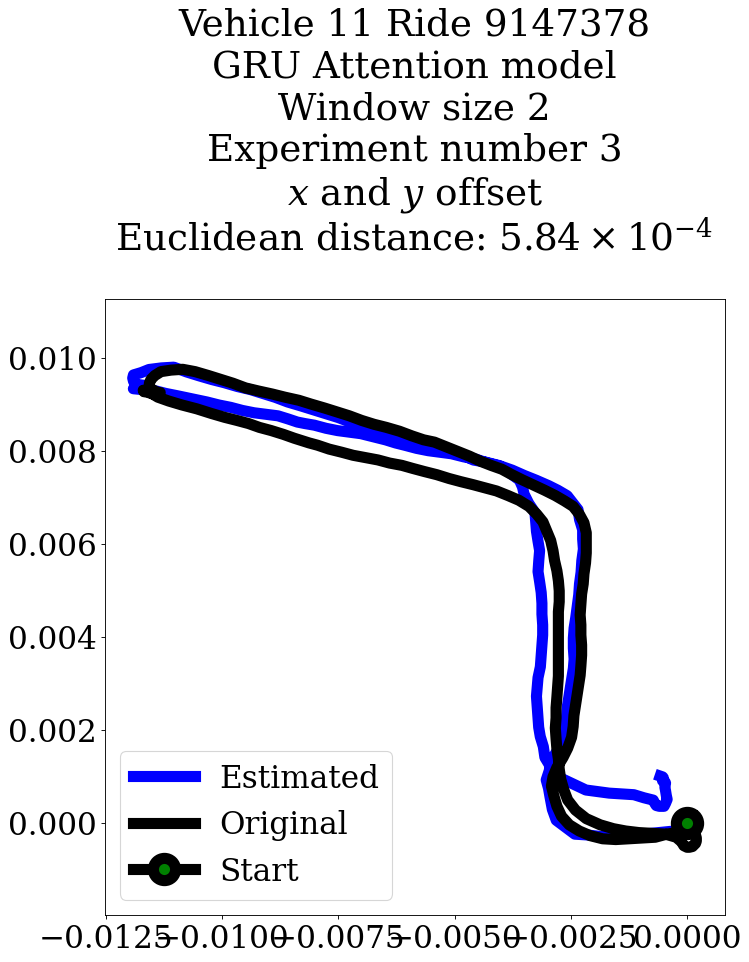 Vehicle 11 Ride 9147378
GRU Attention model
Window size 2
Experiment number 3
x and y offset
Euclidean distance: 5.84 × 10⁻⁴
0.010
0.008
0.006
0.004
0.002
0.000
Estimated
Original
Start
−0.0125 −0.0100 −0.0075 −0.0050 −0.0025 0.0000